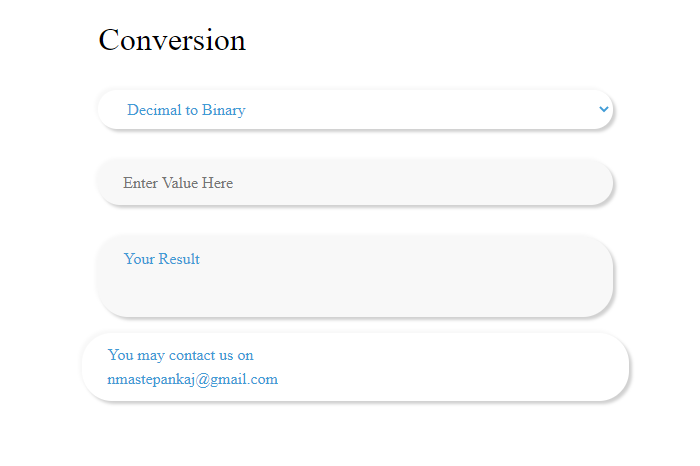 Conversion
Decimal to Binary
Enter Value Here
Your Result
You may contact us on
nmastepankaj@gmail.com